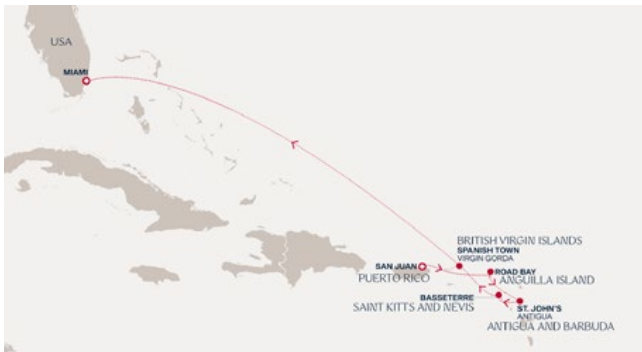 USA
MIAMI
BRITISH VIRGIN ISLANDS
SPANISH TOWN
VIRGIN GORDA
SAN JUAN
PUERTO RICO
ROAD BAY
ANGUILLA ISLAND
BASSETERRE
SAINT KITTS AND NEVIS
ST. JOHN'S
ANTIGUA
ANTIGUA AND BARBUDA